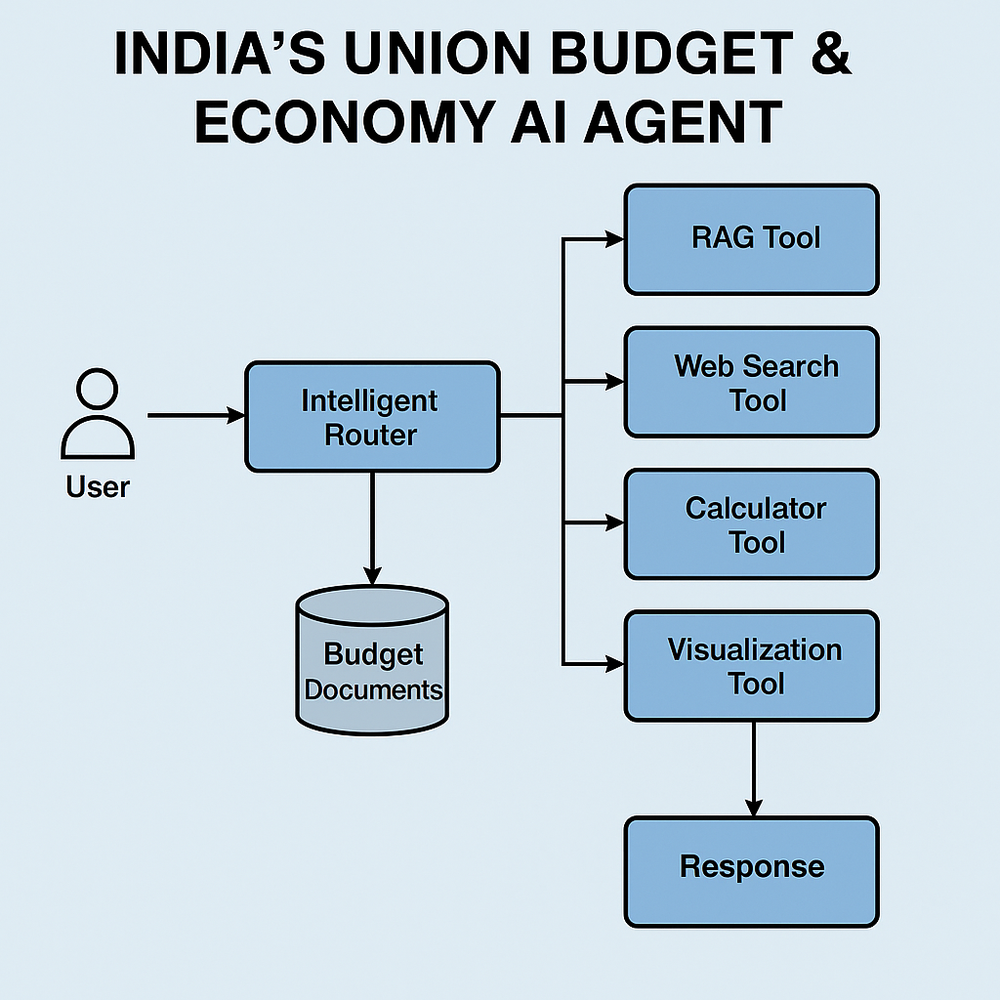 INDIA’S UNION BUDGET &
ECONOMY AI AGENT
RAG Tool
Web Search
Tool
Intelligent
Router
User
Calculator
Tool
Budget
Documents
Visualization
Tool
Response